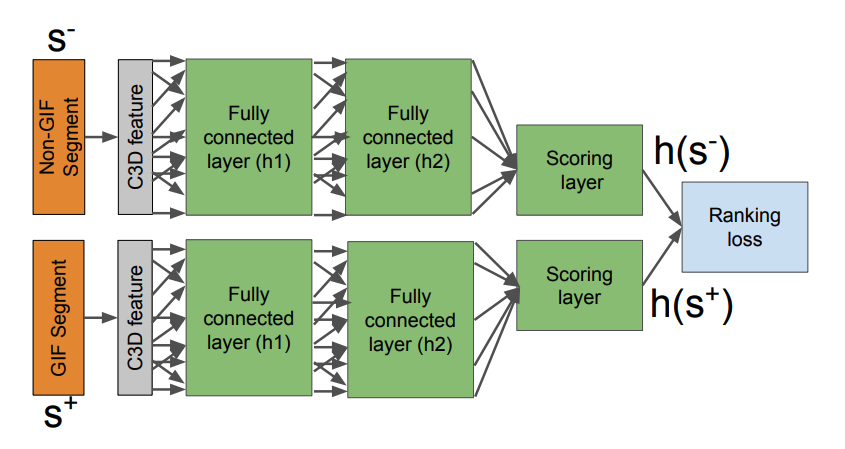 s-
Non-GIF
Segment
C3D feature
Fully
connected
layer (h1)
Fully
connected
layer (h2)
Scoring
layer
h(s-)
Ranking
loss
GIF Segment
s+
C3D feature
Fully
connected
layer (h1)
Fully
connected
layer (h2)
Scoring
layer
h(s+)